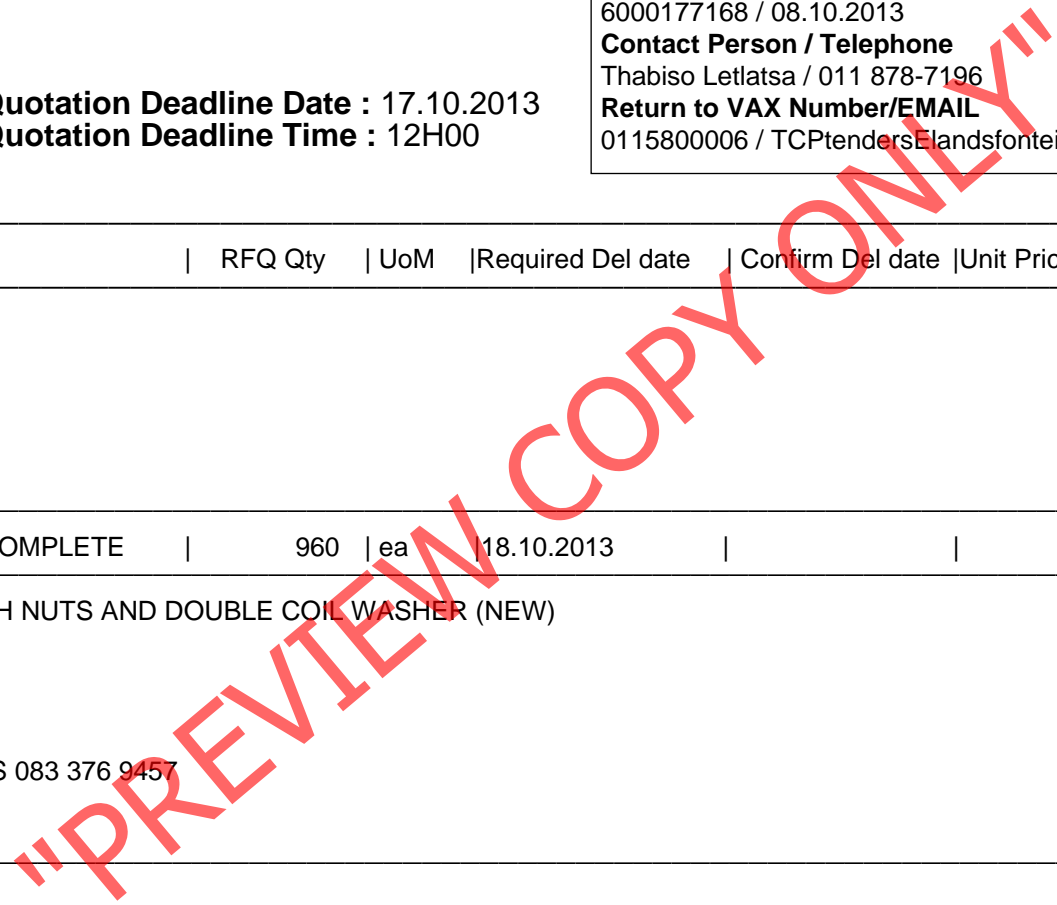 6000177168 / 08.10.2013
Contact Person / Telephone
Thabiso Letlatsa / 011 878-7196
Return to VAX Number/EMAIL
0115800006 / TCPtendersElandsfontei
uotation Deadline Date : 17.10.2013
uotation Deadline Time : 12H00
| RFQ Qty | UoM |Required Del date | Confirm Del date |Unit Pric
OMPLETE | 960 | ea |18.10.2013 | |
H NUTS AND DOUBLE COIL WASHER (NEW)
S 083 376 9457
"PREVIEW COPY ONLY"